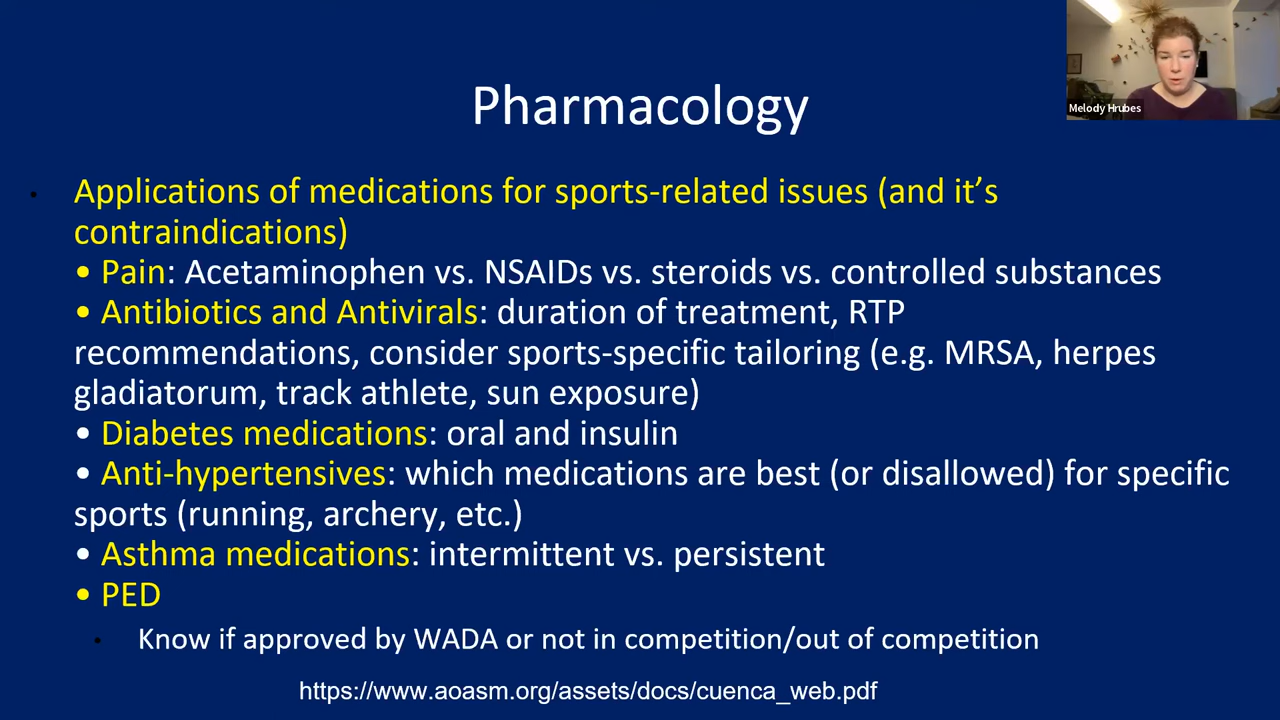 Melody Hrubes
Pharmacology
• Applications of medications for sports-related issues (and it’s
contraindications)
• Pain: Acetaminophen vs. NSAIDs vs. steroids vs. controlled substances
• Antibiotics and Antivirals: duration of treatment, RTP
recommendations, consider sports-specific tailoring (e.g. MRSA, herpes
gladiatorum, track athlete, sun exposure)
• Diabetes medications: oral and insulin
• Anti-hypertensives: which medications are best (or disallowed) for specific
sports (running, archery, etc.)
• Asthma medications: intermittent vs. persistent
• PED
• Know if approved by WADA or not in competition/out of competition
https://www.aoasm.org/assets/docs/cuenca_web.pdf